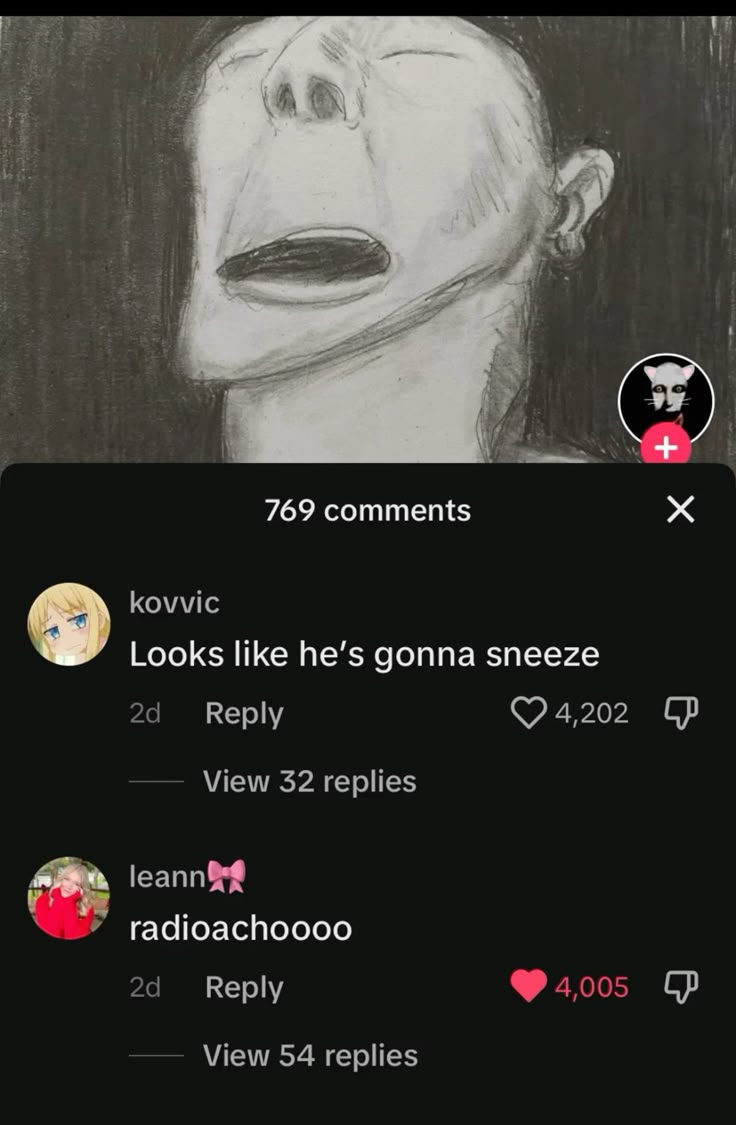 769 comments
kovvic
Looks like he’s gonna sneeze
2d Reply 4,202
View 32 replies
leann🎀
radioachoooo
2d Reply 4,005
View 54 replies